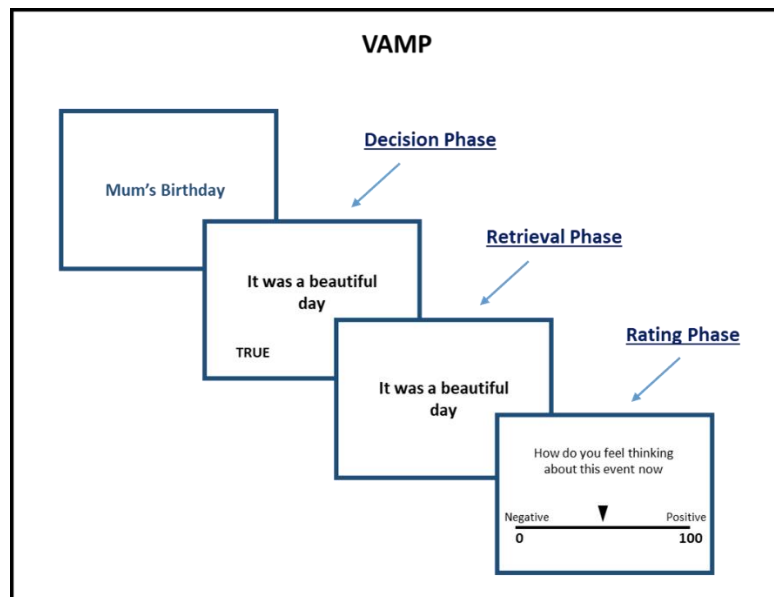 VAMP
Decision Phase
Mum's Birthday
Retrieval Phase
It was a beautiful
day
TRUE
Rating Phase
It was a beautiful
day
How do you feel thinking
about this event now
Negative Positive
0 100